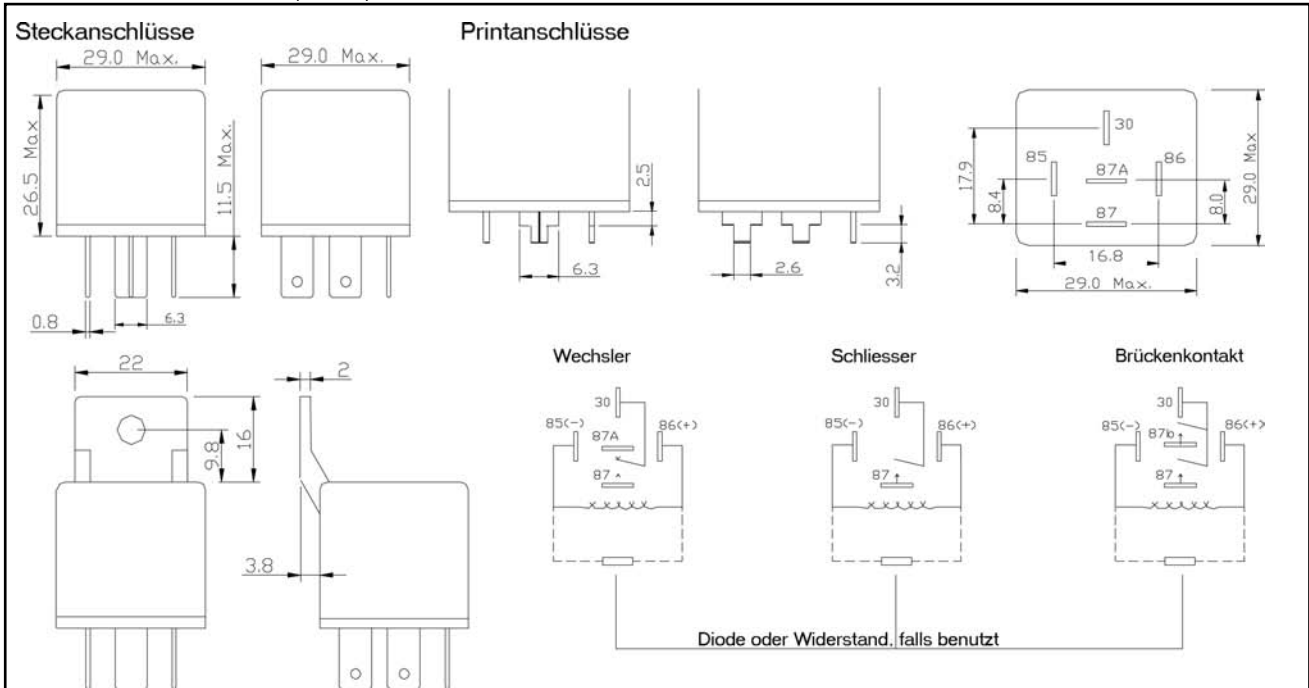 Steckanschlüsse
Printanschlüsse
29.0 Max.
29.0 Max.
26.5 Max
11.5 Max.
0.8
6.3
2.5
6.3
2.6
3.2
30
85
86
87A
87
17.9
8.4
8.0
29.0 Max
16.8
29.0 Max.
22
9.8
16
2
3.8
Wechsler
30
85(-)
86(+)
87A
87
Schliesser
30
85(-)
86(+)
87
Brückenkontakt
30
85(-)
86(+)
87b
87
Diode oder Widerstand, falls benutzt